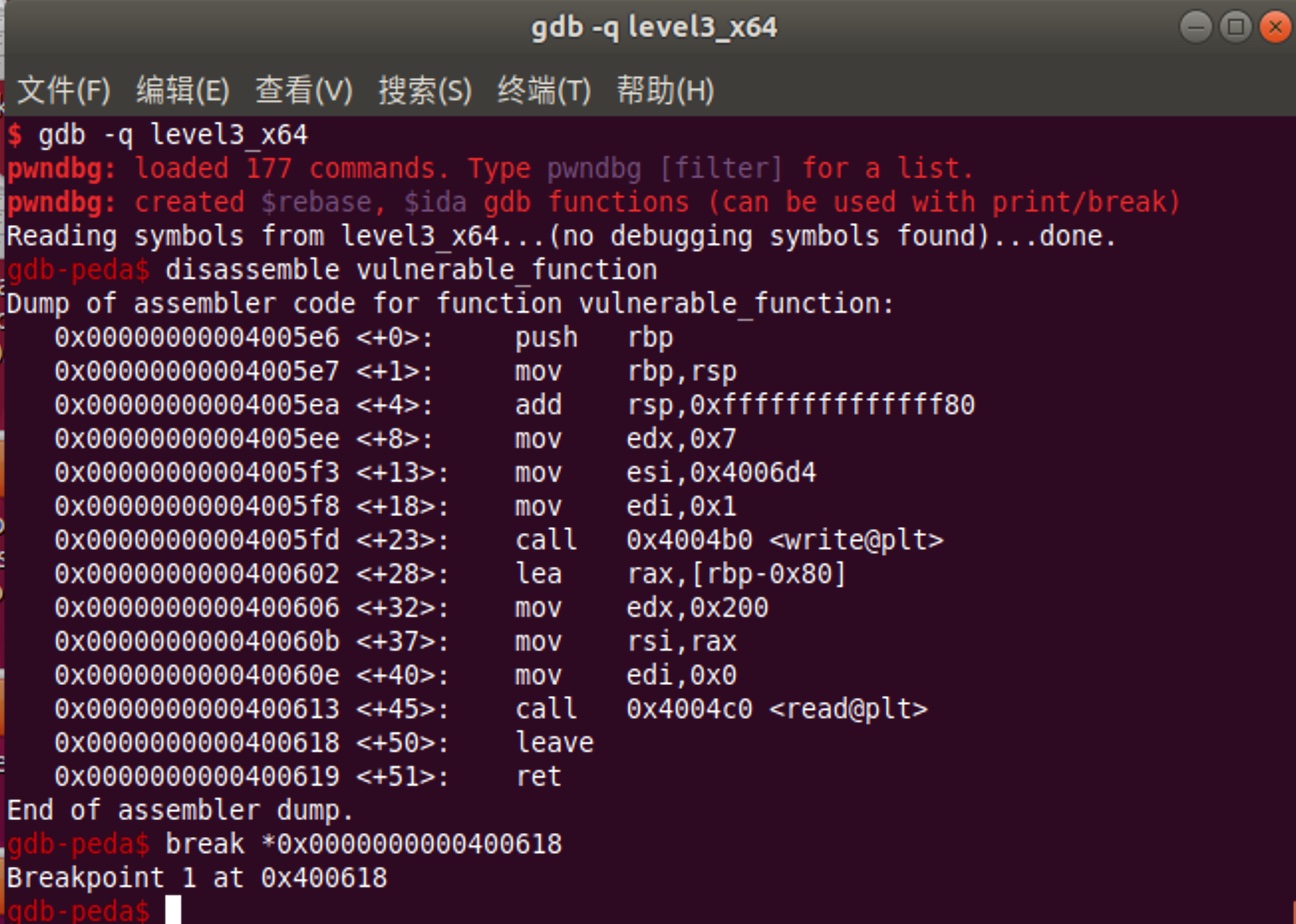 gdb -q level3_x64
文件(F) 编辑(E) 查看(V) 搜索(S) 终端(T) 帮助(H)
$ gdb -q level3_x64
pwndbg: loaded 177 commands. Type pwndbg [filter] for a list.
pwndbg: created $rebase, $ida gdb functions (can be used with print/break)
Reading symbols from level3_x64...(no debugging symbols found)...done.
gdb-peda$ disassemble vulnerable_function
Dump of assembler code for function vulnerable_function:
   0x00000000004005e6 <+0>:     push   rbp
   0x00000000004005e7 <+1>:     mov    rbp,rsp
   0x00000000004005ea <+4>:     add    rsp,0xffffffffffffff80
   0x00000000004005ee <+8>:     mov    edx,0x7
   0x00000000004005f3 <+13>:    mov    esi,0x4006d4
   0x00000000004005f8 <+18>:    mov    edi,0x1
   0x00000000004005fd <+23>:    call   0x4004b0 <write@plt>
   0x0000000000400602 <+28>:    lea    rax,[rbp-0x80]
   0x0000000000400606 <+32>:    mov    edx,0x200
   0x000000000040060b <+37>:    mov    rsi,rax
   0x000000000040060e <+40>:    mov    edi,0x0
   0x0000000000400613 <+45>:    call   0x4004c0 <read@plt>
   0x0000000000400618 <+50>:    leave
   0x0000000000400619 <+51>:    ret
End of assembler dump.
gdb-peda$ break *0x0000000000400618
Breakpoint 1 at 0x400618
gdb-peda$